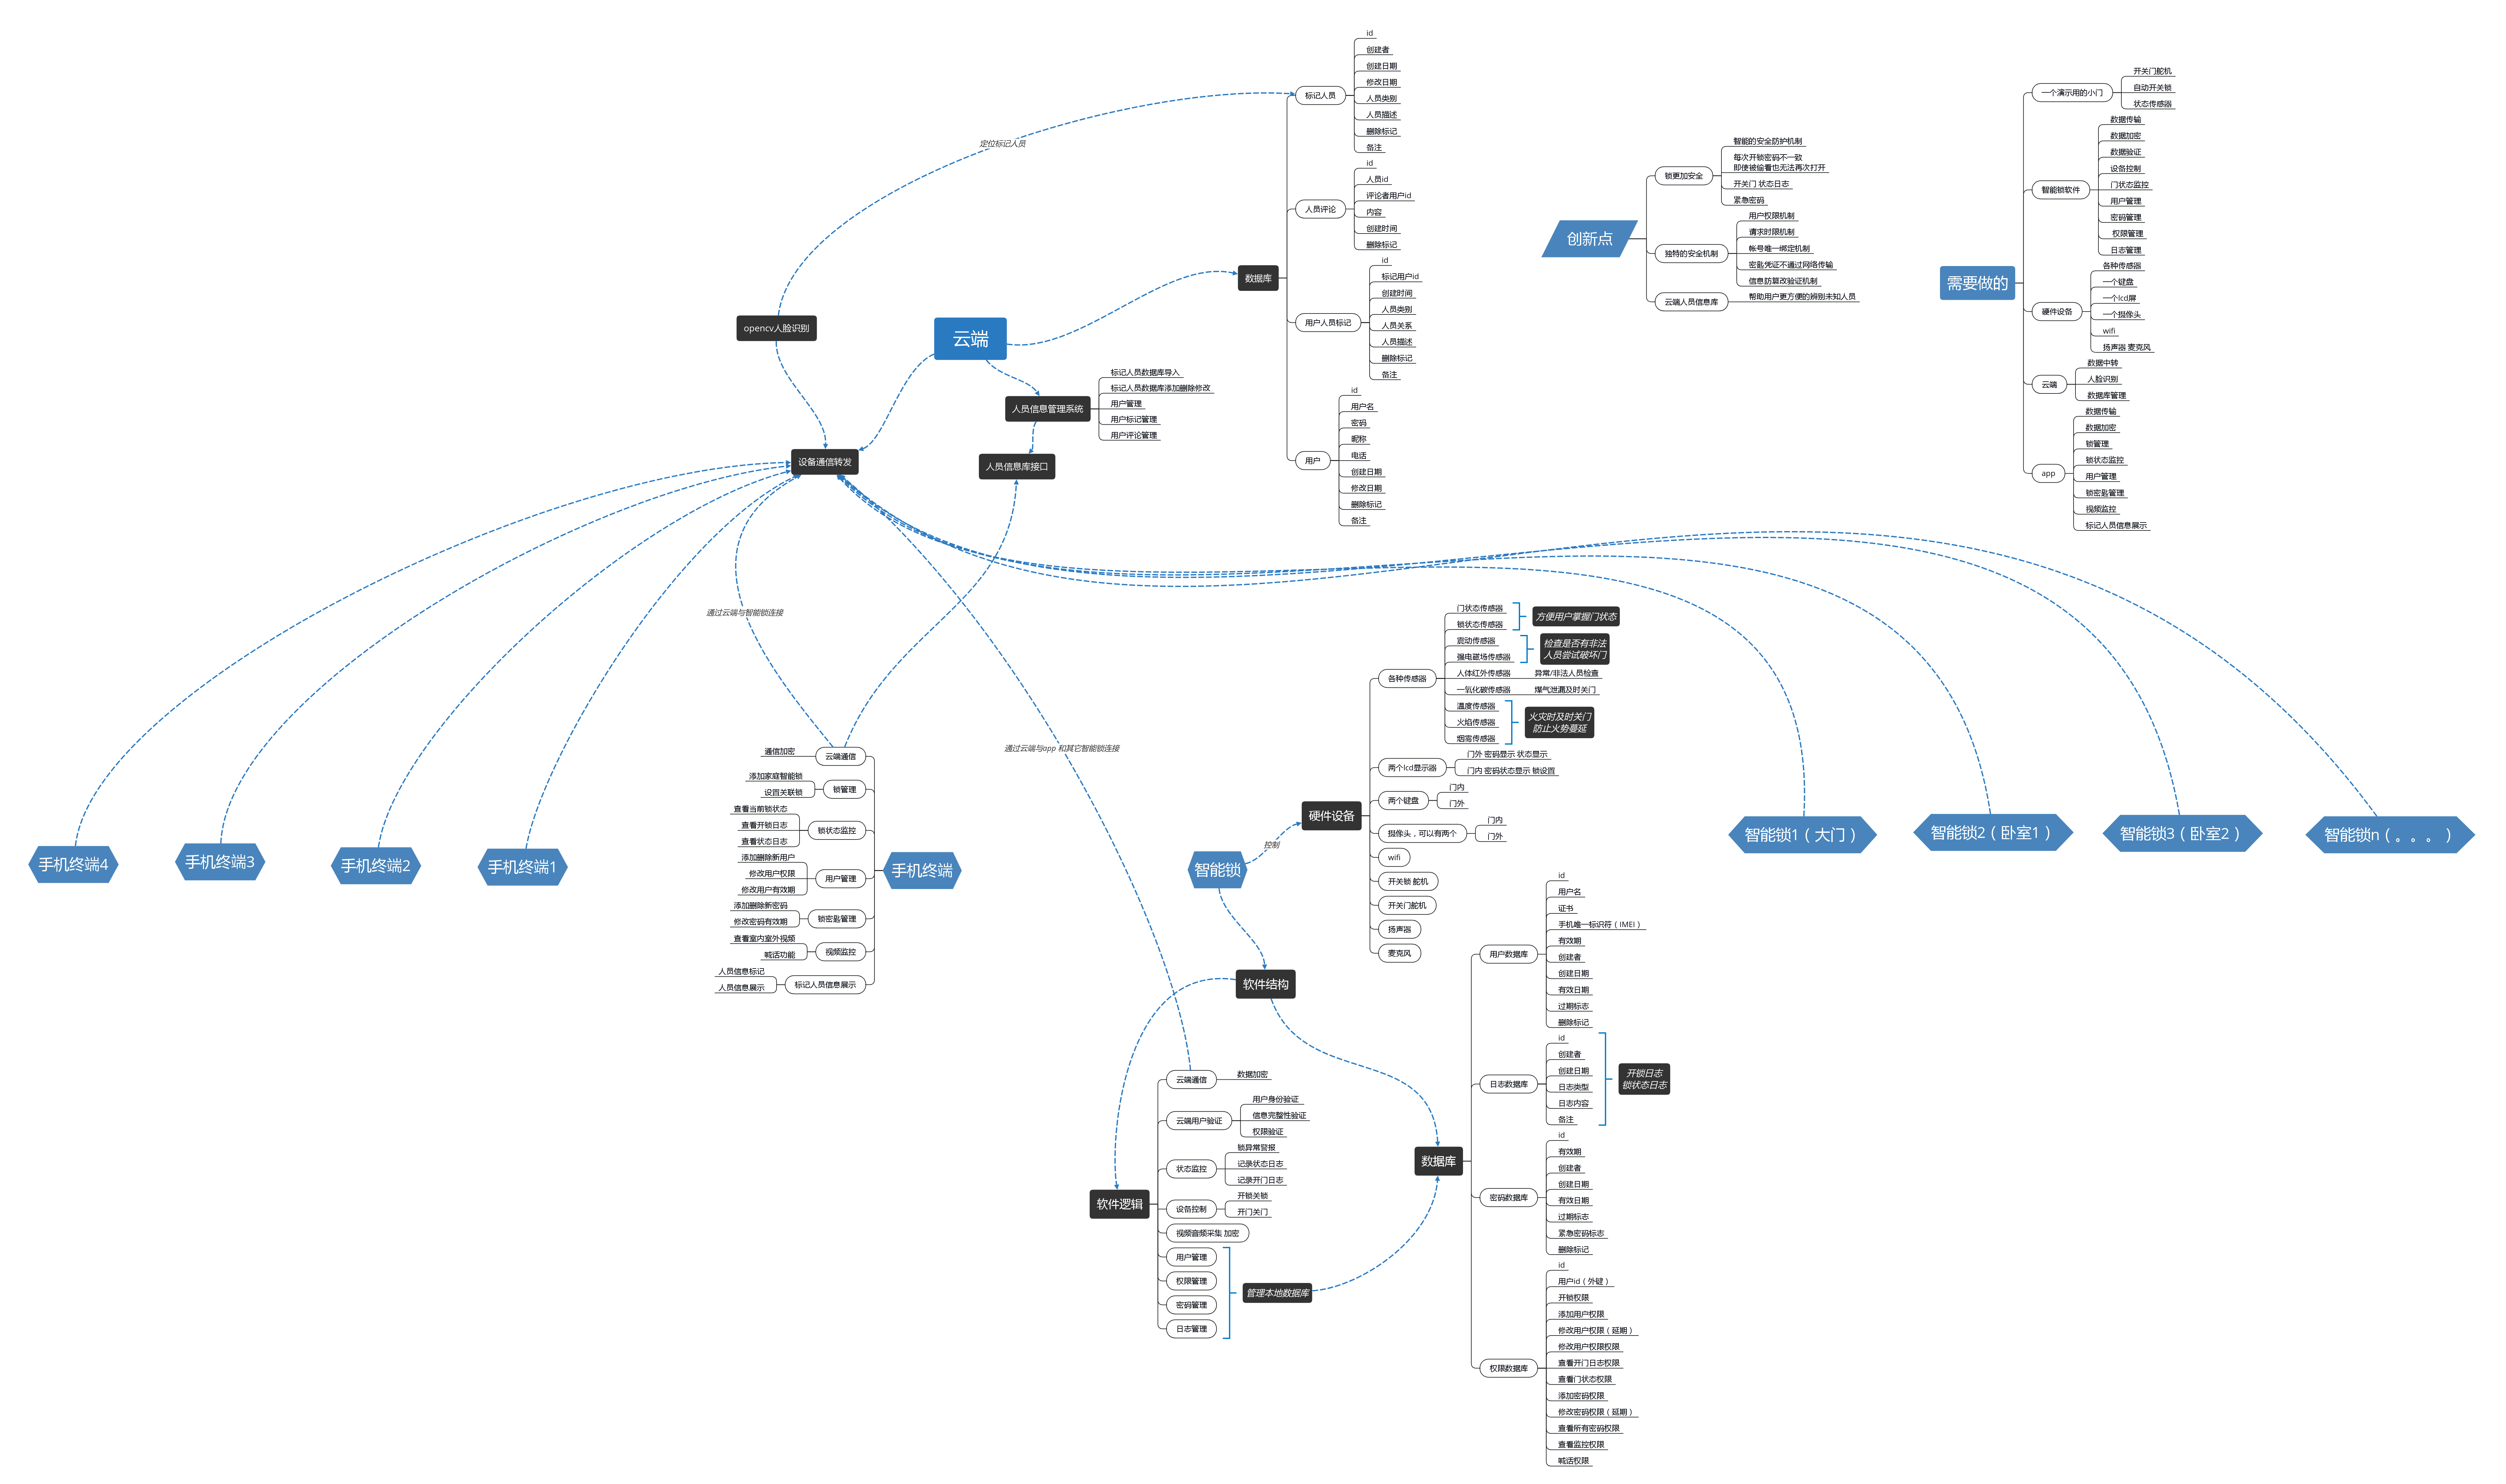 id
创建者
创建日期
修改日期
标记人员
人员类别
人员描述
删除标记
备注
定位标记人员
id
人员id
评论者用户id
人员评论
内容
创建时间
删除标记
数据库
id
标记用户id
创建时间
人员类别
用户人员标记
人员关系
人员描述
删除标记
备注
id
用户名
密码
昵称
用户
电话
创建日期
修改日期
删除标记
备注
opencv人脸识别
云端
标记人员数据库导入
标记人员数据库添加删除修改
人员信息管理系统
用户管理
用户标记管理
用户评论管理
设备通信转发
人员信息库接口
创新点
锁更加安全
智能的安全防护机制
每次开锁密码不一致
即使被偷看也无法再次打开
开关门 状态日志
紧急密码
独特的安全机制
用户权限机制
请求时限机制
帐号唯一绑定机制
密匙凭证不通过网络传输
信息防篡改验证机制
云端人员信息库
帮助用户更方便的辨别未知人员
需要做的
一个演示用的小门
开关门舵机
自动开关锁
状态传感器
智能锁软件
数据传输
数据加密
数据验证
设备控制
门状态监控
用户管理
密码管理
权限管理
日志管理
硬件设备
各种传感器
一个键盘
一个lcd屏
一个摄像头
wifi
扬声器 麦克风
云端
数据中转
人脸识别
数据库管理
app
数据传输
数据加密
锁管理
锁状态监控
用户管理
锁密匙管理
视频监控
标记人员信息展示
通过云端与智能锁连接
通过云端与app 和其它智能锁连接
手机终端4
手机终端3
手机终端2
手机终端1
手机终端
云端通信
通信加密
锁管理
添加家庭智能锁
设置关联锁
锁状态监控
查看当前锁状态
查看开锁日志
查看状态日志
用户管理
添加删除新用户
修改用户权限
修改用户有效期
锁密匙管理
添加删除新密码
修改密码有效期
视频监控
查看室内室外视频
喊话功能
标记人员信息展示
人员信息标记
人员信息展示
智能锁
控制
硬件设备
各种传感器
门状态传感器
锁状态传感器
方便用户掌握门状态
震动传感器
强电磁场传感器
检查是否有非法
人员尝试破坏门
人体红外传感器
异常/非法人员检查
一氧化碳传感器
煤气泄漏及时关门
温度传感器
火焰传感器
烟雾传感器
火灾时及时关门
防止火势蔓延
两个lcd显示器
门外 密码显示 状态显示
门内 密码状态显示 锁设置
两个键盘
门内
门外
摄像头，可以有两个
门内
门外
wifi
开关锁 舵机
开关门舵机
扬声器
麦克风
智能锁1（大门）
智能锁2（卧室1）
智能锁3（卧室2）
智能锁n（。。。）
软件结构
软件逻辑
云端通信
数据加密
云端用户验证
用户身份验证
信息完整性验证
权限验证
状态监控
锁异常警报
记录状态日志
记录开门日志
设备控制
开锁关锁
开门关门
视频音频采集 加密
用户管理
权限管理
密码管理
日志管理
管理本地数据库
数据库
用户数据库
id
用户名
证书
手机唯一标识符（IMEI）
有效期
创建者
创建日期
有效日期
过期标志
删除标记
日志数据库
id
创建者
创建日期
日志类型
日志内容
备注
开锁日志
锁状态日志
密码数据库
id
有效期
创建者
创建日期
有效日期
过期标志
紧急密码标志
删除标记
权限数据库
id
用户id（外键）
开锁权限
添加用户权限
修改用户权限（延期）
修改用户权限权限
查看开门日志权限
查看门状态权限
添加密码权限
修改密码权限（延期）
查看所有密码权限
查看监控权限
喊话权限